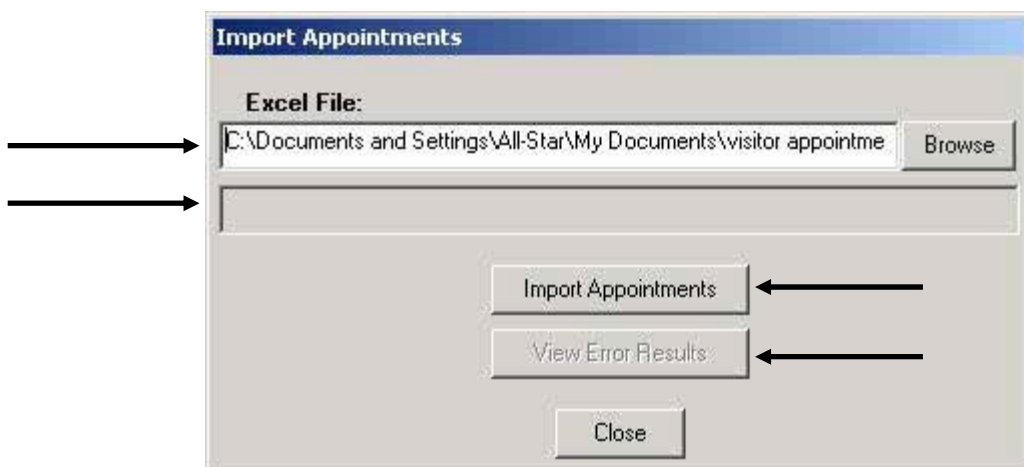 Import Appointments
Excel File:
C:\Documents and Settings\All-Star\My Documents\visitor appointme
Browse
Import Appointments
View Error Results
Close